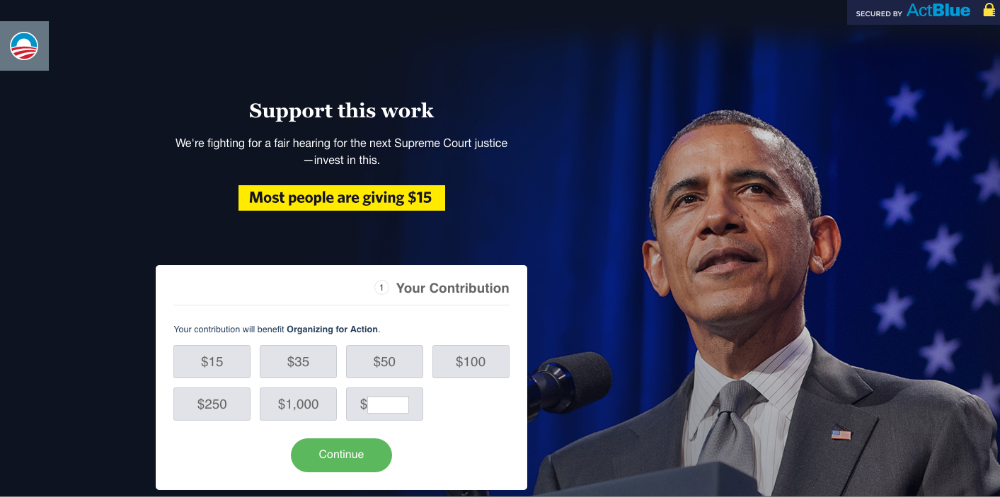 SECURED BY ActBlue
Support this work
We're fighting for a fair hearing for the next Supreme Court justice
—invest in this.
Most people are giving $15
1 Your Contribution
Your contribution will benefit Organizing for Action.
$15 $35 $50 $100
$250 $1,000 $
Continue